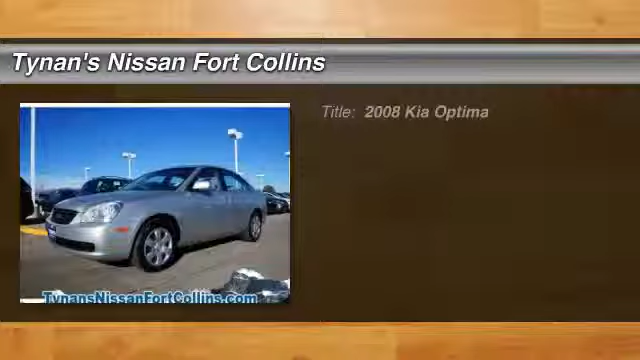 Tynan's Nissan Fort Collins
Title: 2008 Kia Optima
TynansNissanFortCollins.com